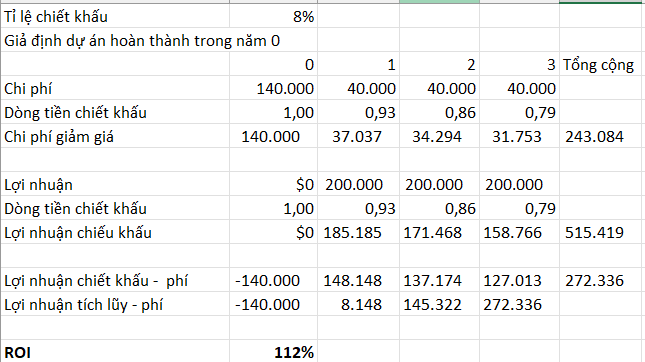 Tỉ lệ chiết khấu 8%
Giả định dự án hoàn thành trong năm 0
0 1 2 3 Tổng cộng
Chi phí 140.000 40.000 40.000 40.000
Dòng tiền chiết khấu 1,00 0,93 0,86 0,79
Chi phí giảm giá 140.000 37.037 34.294 31.753 243.084
Lợi nhuận $0 200.000 200.000 200.000
Dòng tiền chiết khấu 1,00 0,93 0,86 0,79
Lợi nhuận chiếu khấu $0 185.185 171.468 158.766 515.419
Lợi nhuận chiết khấu - phí -140.000 148.148 137.174 127.013 272.336
Lợi nhuận tích lũy - phí -140.000 8.148 145.322 272.336
ROI 112%